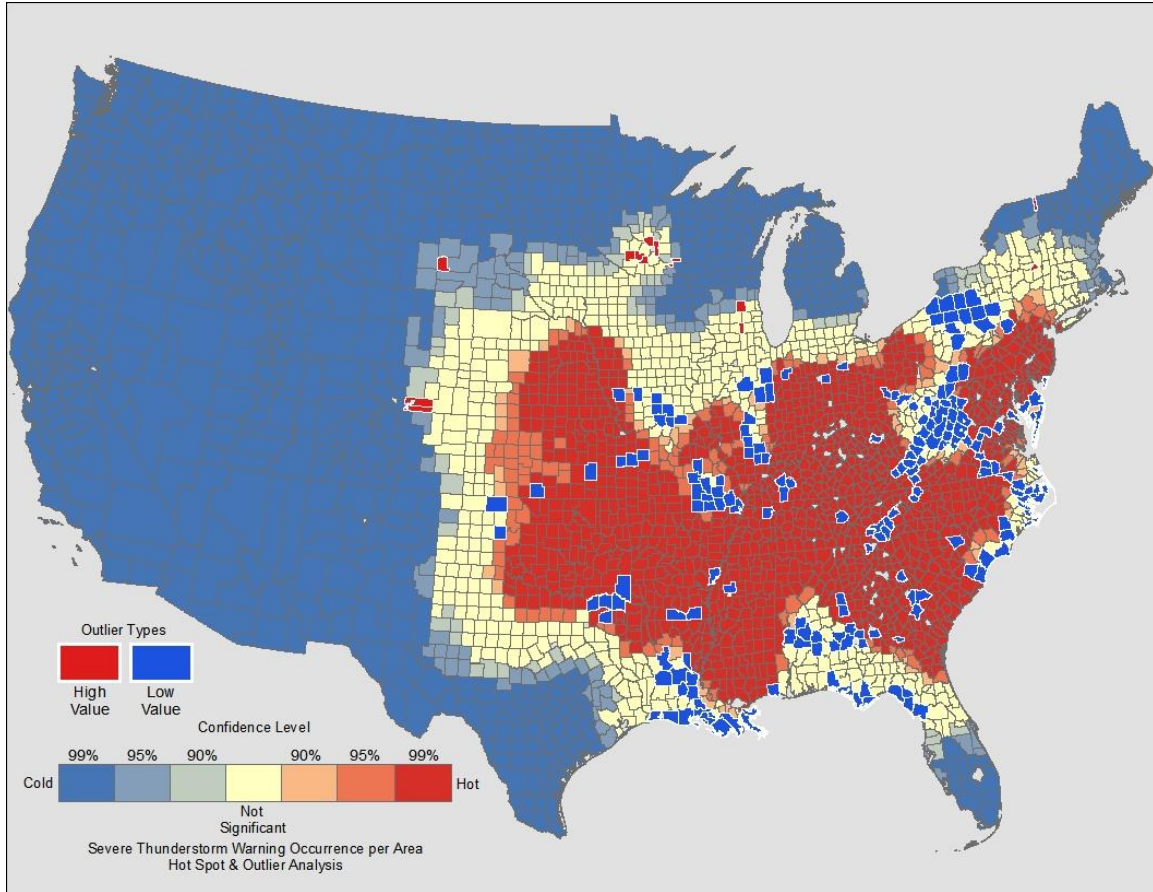 Outlier Types
High
Value
Low
Value
Confidence Level
99% 95% 90% 90% 95% 99%
Cold
Hot
Not
Significant
Severe Thunderstorm Warning Occurrence per Area
Hot Spot & Outlier Analysis